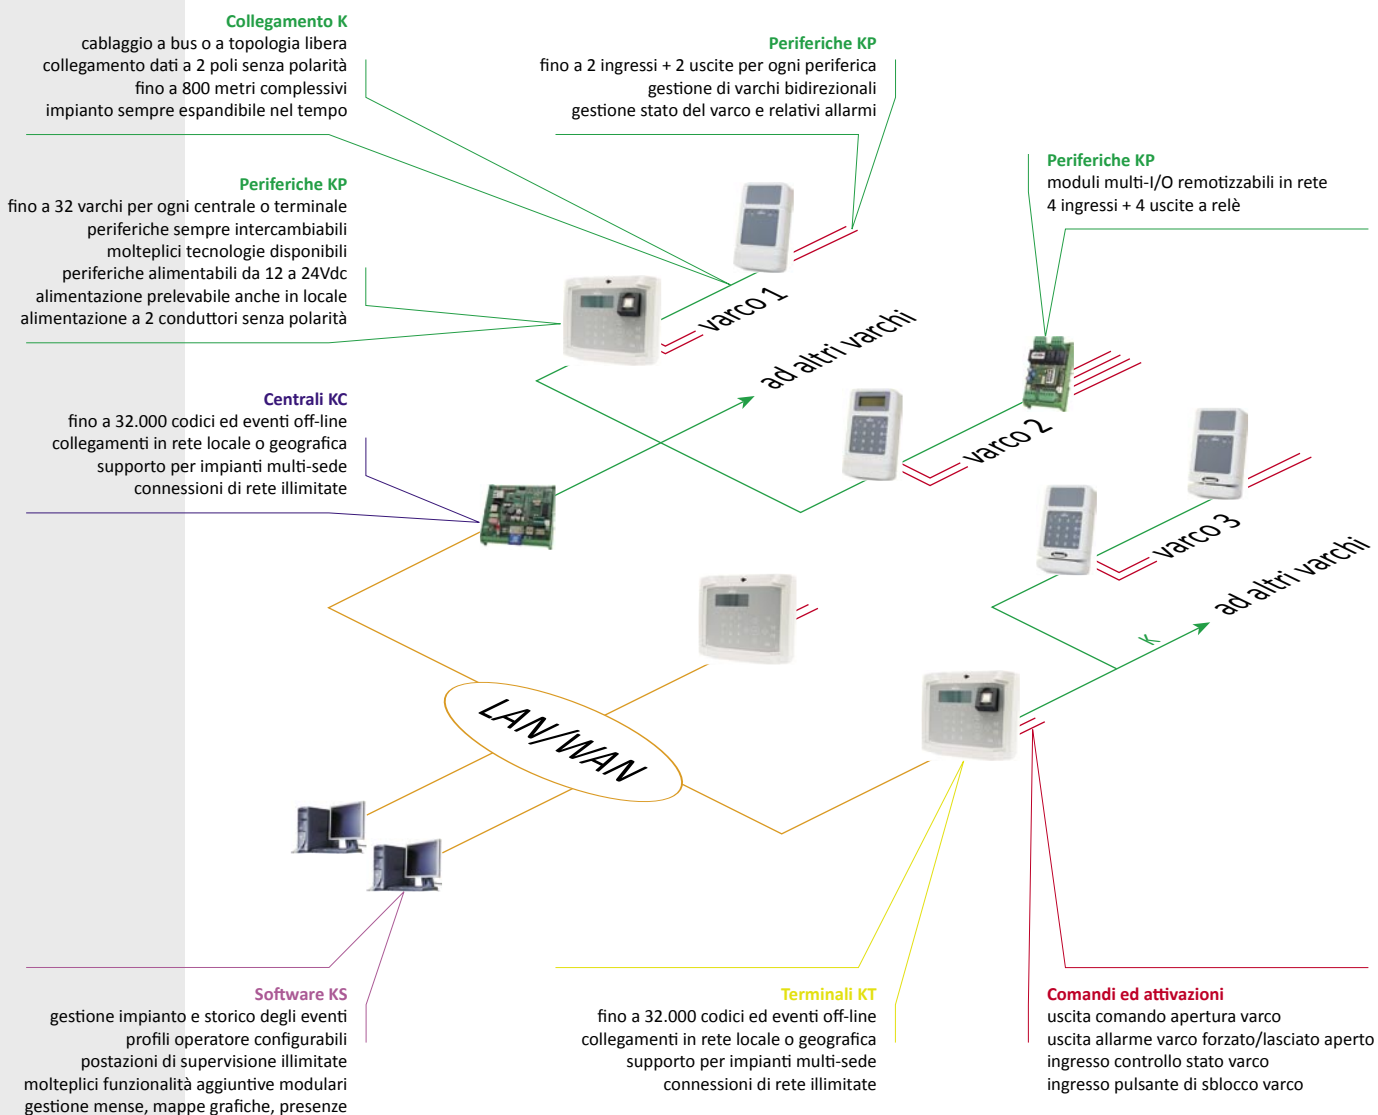 Collegamento K
cablaggio a bus o a topologia libera
collegamento dati a 2 poli senza polarità
fino a 800 metri complessivi
impianto sempre espandibile nel tempo
Periferiche KP
fino a 2 ingressi + 2 uscite per ogni periferica
gestione di varchi bidirezionali
gestione stato del varco e relativi allarmi
Periferiche KP
moduli multi-I/O remotizzabili in rete
4 ingressi + 4 uscite a relè
Periferiche KP
fino a 32 varchi per ogni centrale o terminale
periferiche sempre intercambiabili
molteplici tecnologie disponibili
periferiche alimentabili da 12 a 24Vdc
alimentazione prelevabile anche in locale
alimentazione a 2 conduttori senza polarità
varco 1
ad altri varchi
Centrali KC
fino a 32.000 codici ed eventi off-line
collegamenti in rete locale o geografica
supporto per impianti multi-sede
connessioni di rete illimitate
varco 2
varco 3
ad altri varchi
K
LAN/WAN
Software KS
gestione impianto e storico degli eventi
profili operatore configurabili
postazioni di supervisione illimitate
molteplici funzionalità aggiuntive modulari
gestione mense, mappe grafiche, presenze
Terminali KT
fino a 32.000 codici ed eventi off-line
collegamenti in rete locale o geografica
supporto per impianti multi-sede
connessioni di rete illimitate
Comandi ed attivazioni
uscita comando apertura varco
uscita allarme varco forzato/lasciato aperto
ingresso controllo stato varco
ingresso pulsante di sblocco varco